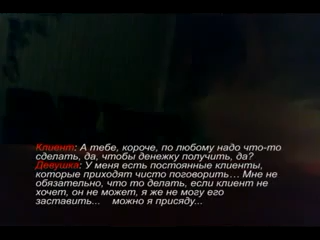 Клиент: А тебе, короче, по любому надо что-то
сделать, да, чтобы денежку получить, да?
Девушка: У меня есть постоянные клиенты,
которые приходят чисто поговорить… Мне не
обязательно, что то делать, если клиент не
хочет, он не может, я же не могу его
заставить... можно я присяду...